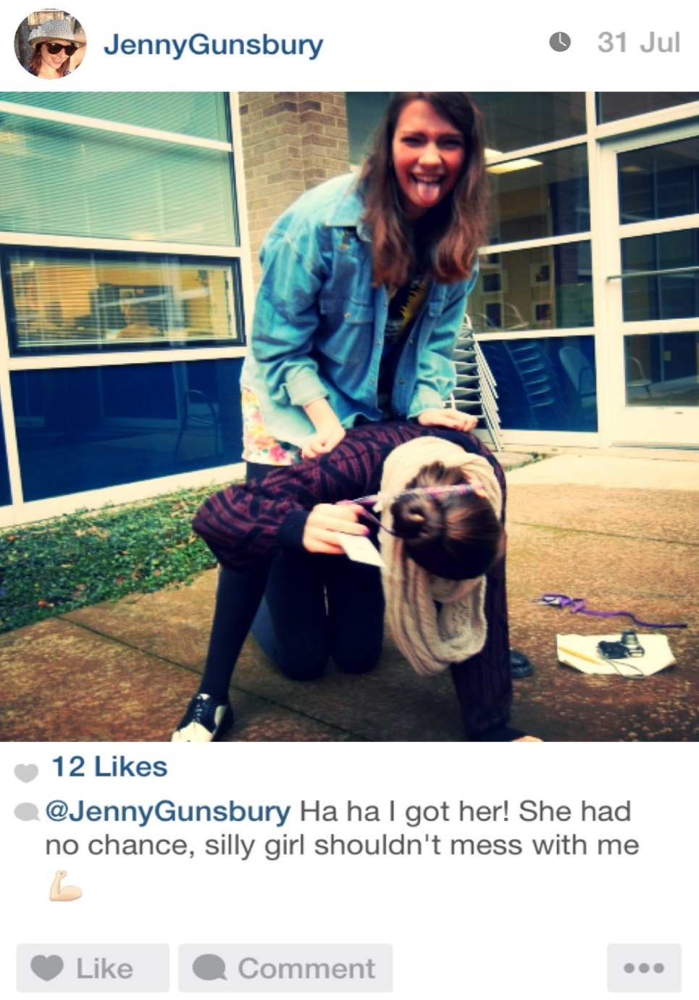 JennyGunsbury
31 Jul
12 Likes
@JennyGunsbury Ha ha I got her! She had
no chance, silly girl shouldn't mess with me
💪🏻
Like
Comment